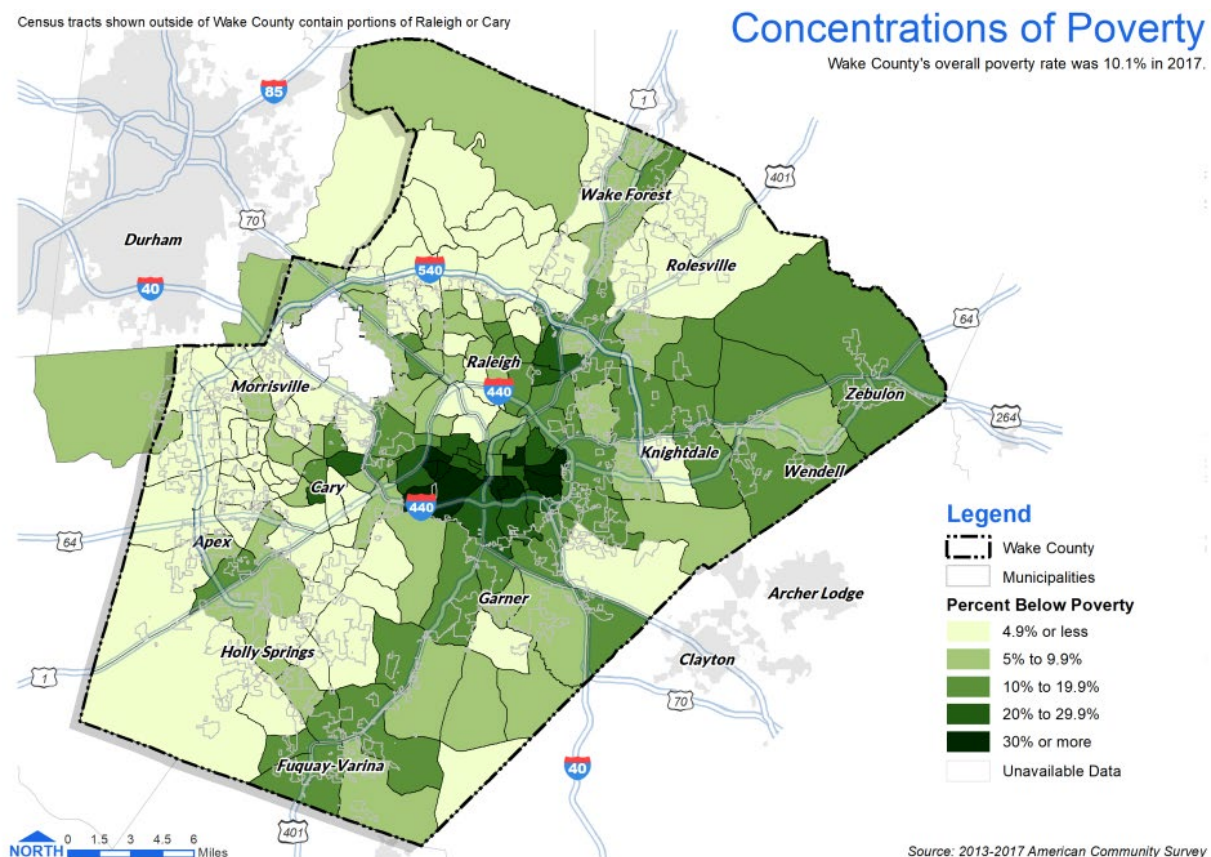 Census tracts shown outside of Wake County contain portions of Raleigh or Cary
Concentrations of Poverty
Wake County's overall poverty rate was 10.1% in 2017.
85
1
401
Wake Forest
70
Durham
540
Rolesville
40
64
Raleigh
Morrisville
440
Zebulon
264
Knightdale
Wendell
Cary
440
64
Apex
Garner
Archer Lodge
Holly Springs
Clayton
1
70
Fuquay-Varina
40
401
Legend
Wake County
Municipalities
Percent Below Poverty
4.9% or less
5% to 9.9%
10% to 19.9%
20% to 29.9%
30% or more
Unavailable Data
NORTH
0 1.5 3 4.5 6
Miles
Source: 2013-2017 American Community Survey